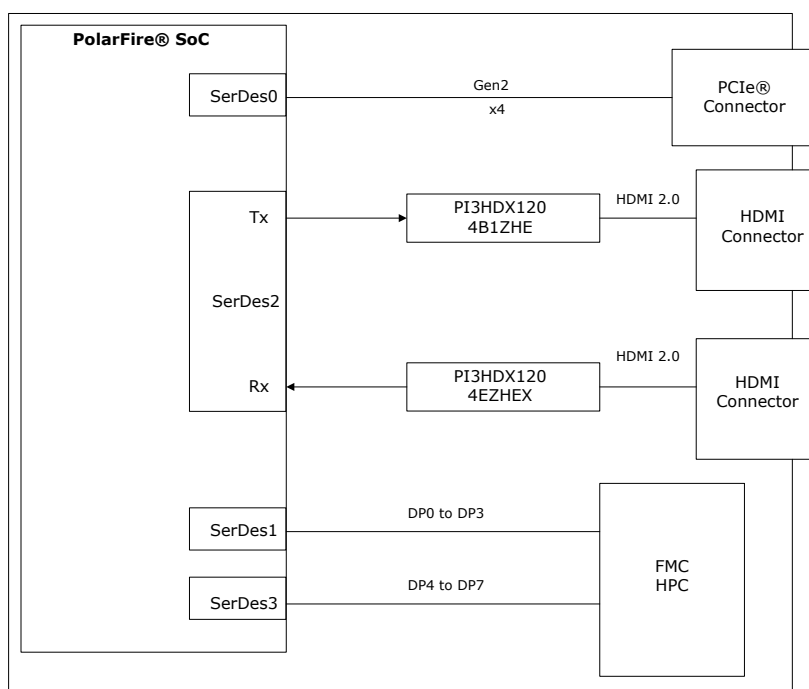 PolarFire® SoC
SerDes0
Gen2
x4
PCIe®
Connector
Tx
PI3HDX120
4B1ZHE
HDMI 2.0
HDMI
Connector
SerDes2
Rx
PI3HDX120
4EZHEX
HDMI 2.0
HDMI
Connector
SerDes1
DP0 to DP3
FMC
HPC
SerDes3
DP4 to DP7